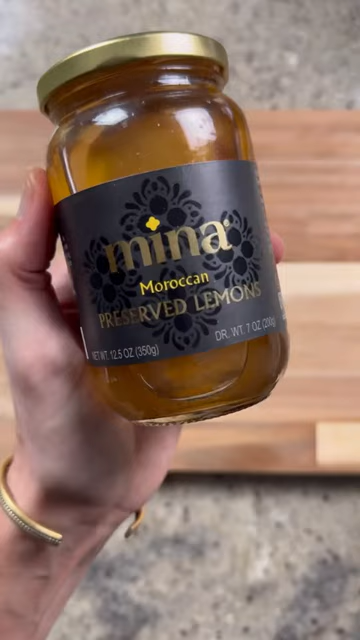 mina®
Moroccan
PRESERVED LEMONS
NET WT. 12.5 OZ (350g)
DR. WT. 7 OZ (200g)